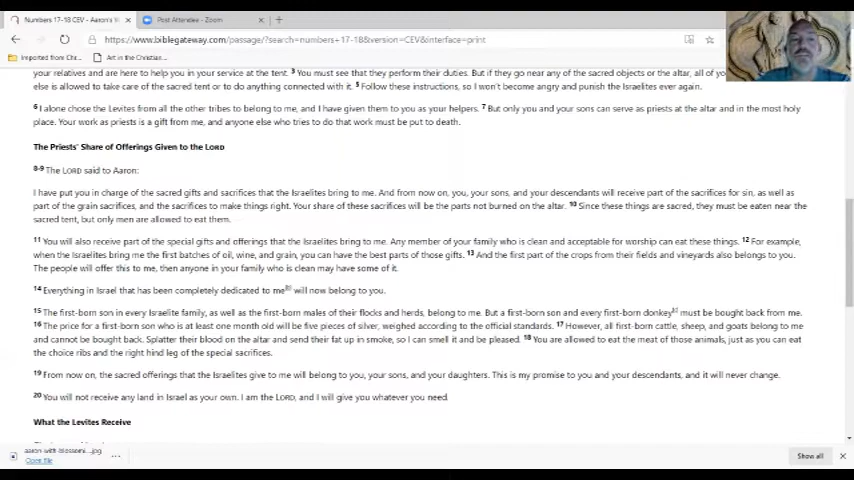 Numbers 17-18 CEV - Aaron's
Post Attendee - Zoom
https://www.biblegateway.com/passage/?search=numbers+17-18&version=CEV&interface=print
Imported from Chr...
Art in the Christian...
your relatives and are here to help you in your service at the tent. 3 You must see that they perform their duties. But if they go near any of the sacred objects or the altar, all of
else is allowed to take care of the sacred tent or to do anything connected with it. 5 Follow these instructions, so I won't become angry and punish the Israelites ever again.
6 I alone chose the Levites from all the other tribes to belong to me, and I have given them to you as your helpers. 7 But only you and your sons can serve as priests at the altar and in the most holy
place. Your work as priests is a gift from me, and anyone else who tries to do that work must be put to death.
The Priests' Share of Offerings Given to the LORD
8-9 The LORD said to Aaron:
I have put you in charge of the sacred gifts and sacrifices that the Israelites bring to me. And from now on, you, your sons, and your descendants will receive part of the sacrifices for sin, as well as
part of the grain sacrifices, and the sacrifices to make things right. Your share of these sacrifices will be the parts not burned on the altar. 10 Since these things are sacred, they must be eaten near the
sacred tent, but only men are allowed to eat them.
11 You will also receive part of the special gifts and offerings that the Israelites bring to me. Any member of your family who is clean and acceptable for worship can eat these things. 12 For example,
when the Israelites bring me the first batches of oil, wine, and grain, you can have the best parts of those gifts. 13 And the first part of the crops from their fields and vineyards also belongs to you.
The people will offer this to me, then anyone in your family who is clean may have some of it.
14 Everything in Israel that has been completely dedicated to me will now belong to you.
15 The first-born son in every Israelite family, as well as the first-born males of their flocks and herds, belong to me. But a first-born son and every first-born donkey must be bought back from me.
16 The price for a first-born son who is at least one month old will be five pieces of silver, weighed according to the official standards. 17 However, all first-born cattle, sheep, and goats belong to me
and cannot be bought back. Splatter their blood on the altar and send their fat up in smoke, so I can smell it and be pleased. 18 You are allowed to eat the meat of those animals, just as you can eat
the choice ribs and the right hind leg of the special sacrifices.
19 From now on, the sacred offerings that the Israelites give to me will belong to you, your sons, and your daughters. This is my promise to you and your descendants, and it will never change.
20 You will not receive any land in Israel as your own. I am the LORD, and I will give you whatever you need.
What the Levites Receive
aaron-with-blossomi....jpg
Open file
Show all